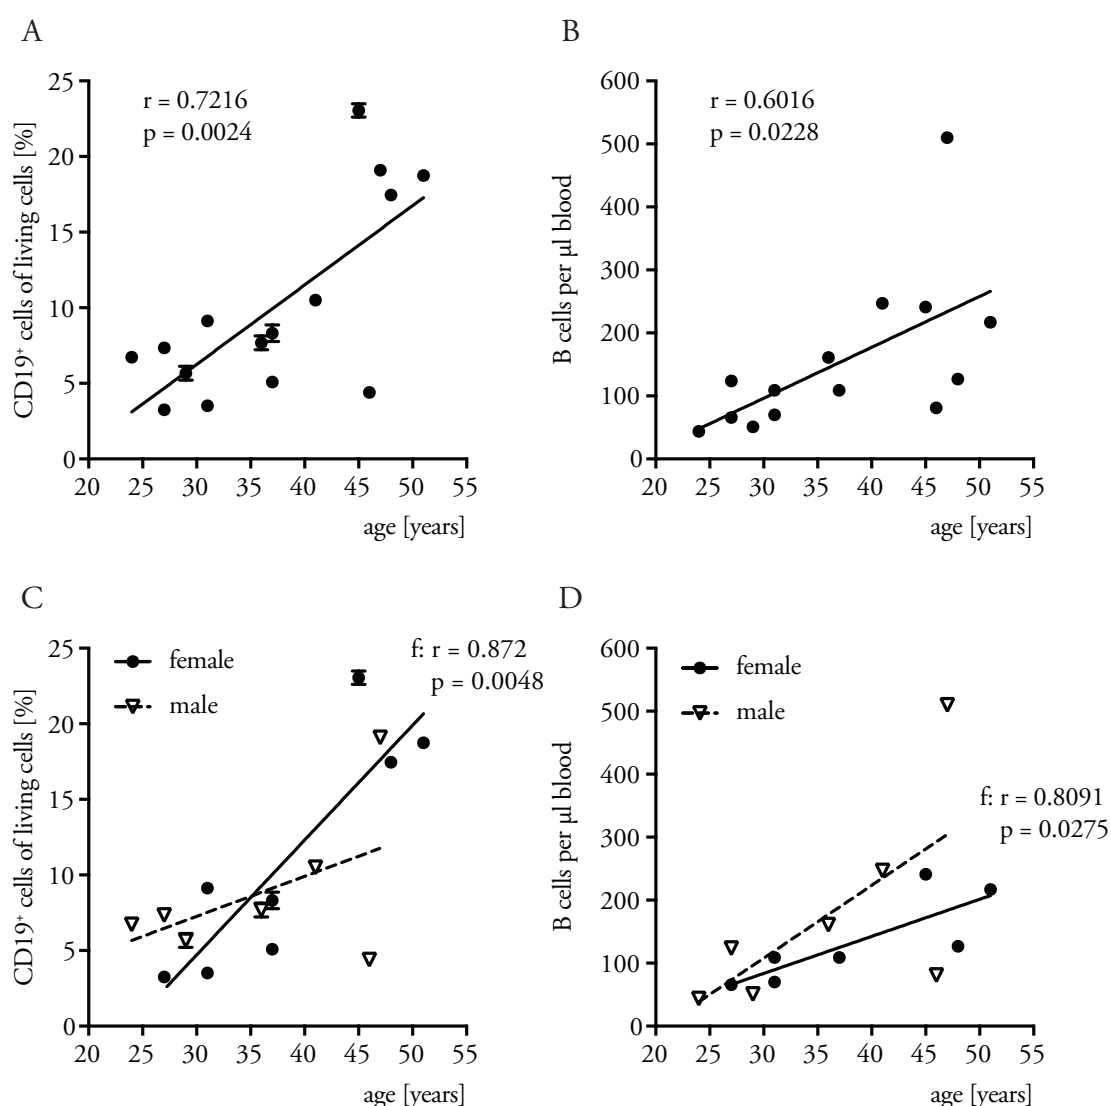 A
CD19⁺ cells of living cells [%]
25
20
15
10
5
0
r = 0.7216
p = 0.0024
20 25 30 35 40 45 50 55
age [years]
B
B cells per µl blood
600
500
400
300
200
100
0
r = 0.6016
p = 0.0228
20 25 30 35 40 45 50 55
age [years]
C
CD19⁺ cells of living cells [%]
25
20
15
10
5
0
female
male
f: r = 0.872
p = 0.0048
20 25 30 35 40 45 50 55
age [years]
D
B cells per µl blood
600
500
400
300
200
100
0
female
male
f: r = 0.8091
p = 0.0275
20 25 30 35 40 45 50 55
age [years]